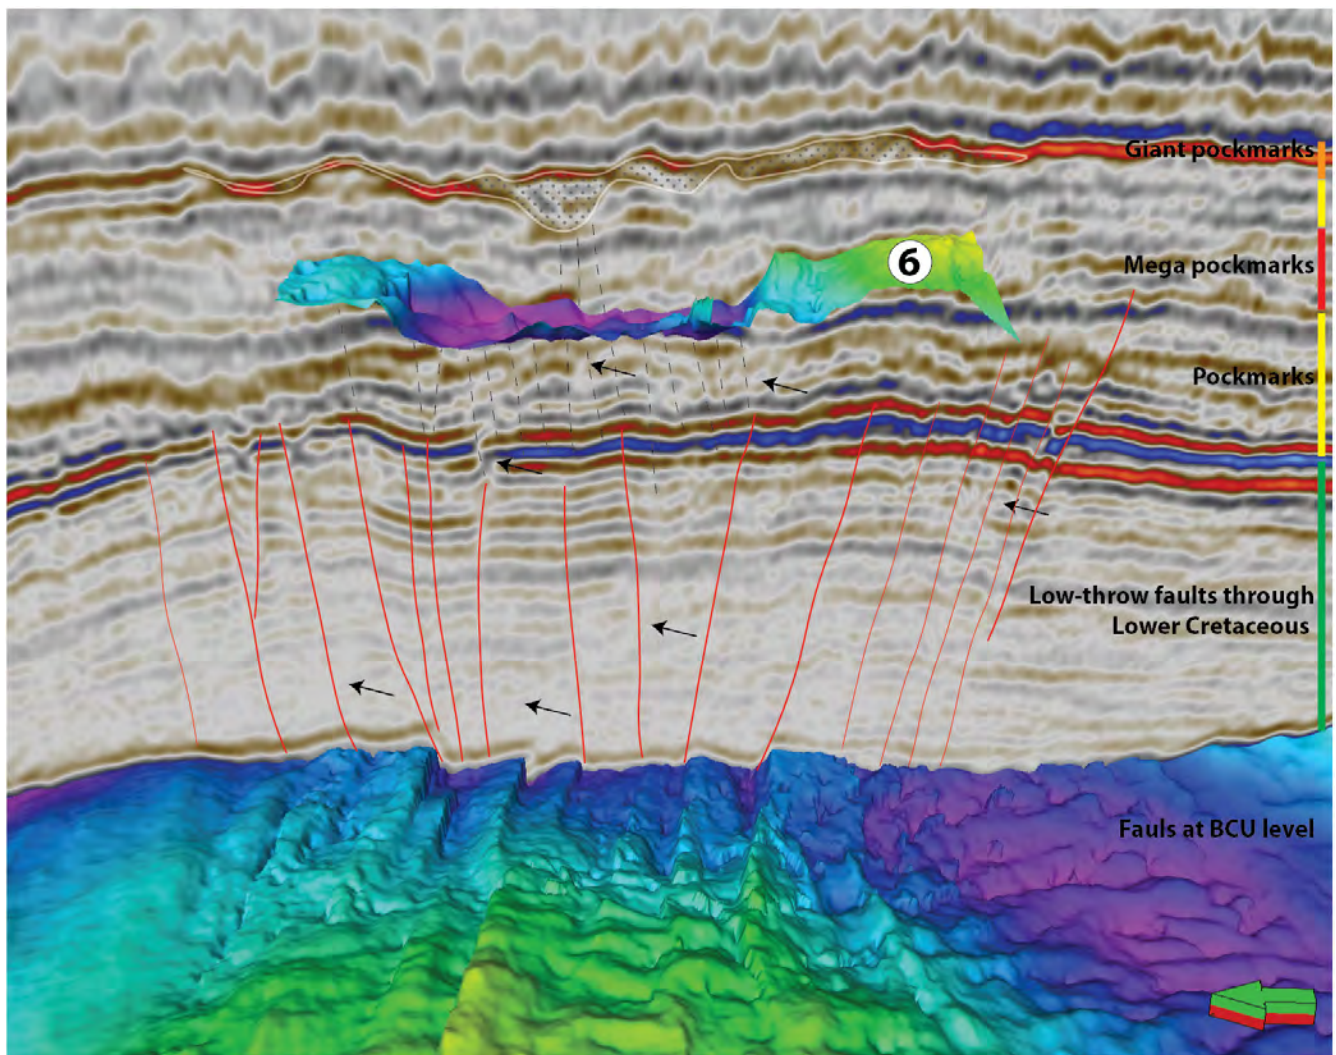 Giant pockmarks
6
Mega pockmarks
Pockmarks
Low-throw faults through
Lower Cretaceous
Fauls at BCU level